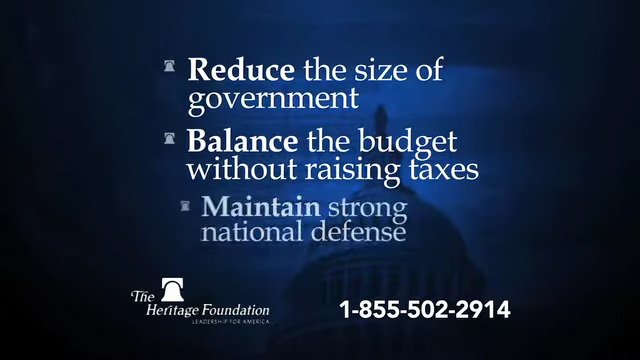 Reduce the size of
government
Balance the budget
without raising taxes
Maintain strong
national defense
The
Heritage Foundation
LEADERSHIP FOR AMERICA
1-855-502-2914